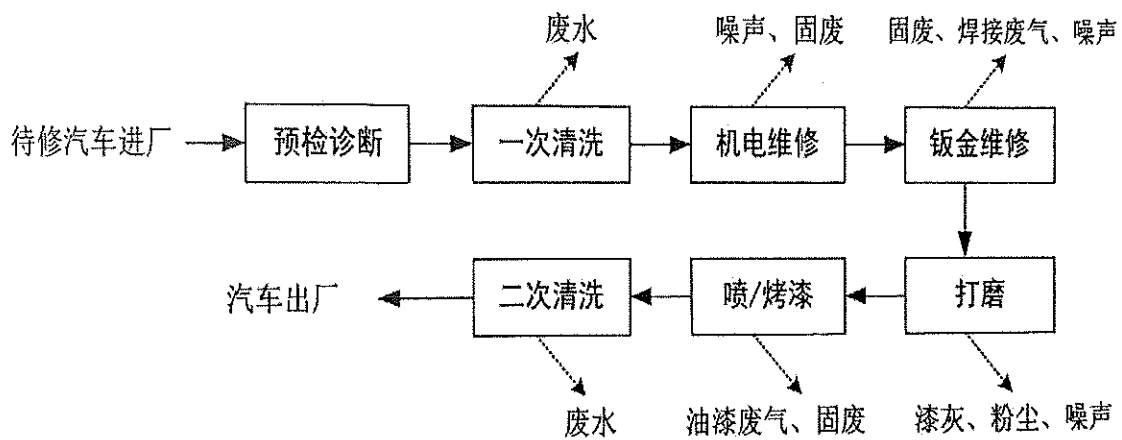 废水
噪声、固废
固废、焊接废气、噪声
待修汽车进厂
预检诊断
一次清洗
机电维修
钣金维修
汽车出厂
二次清洗
喷/烤漆
打磨
废水
油漆废气、固废
漆灰、粉尘、噪声